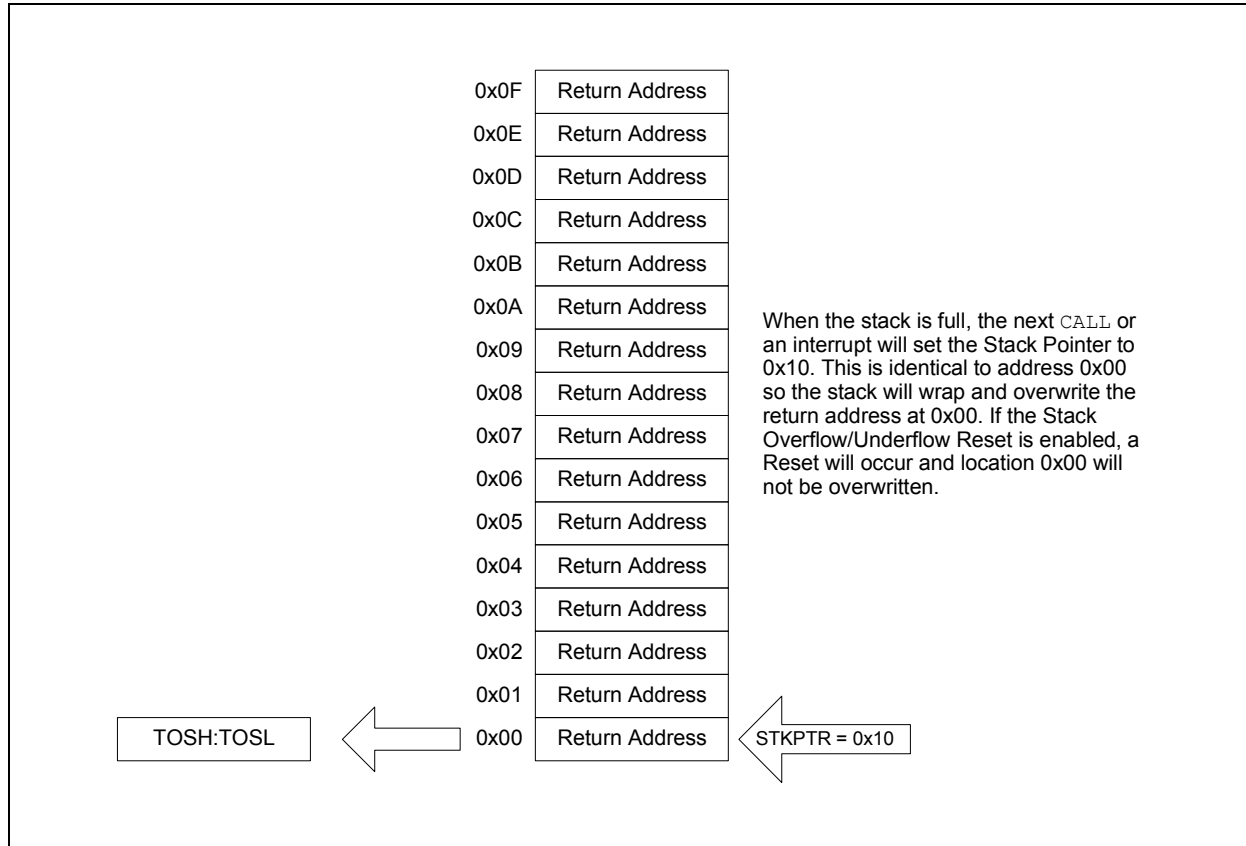 0x0F Return Address
0x0E Return Address
0x0D Return Address
0x0C Return Address
0x0B Return Address
0x0A Return Address
0x09 Return Address
0x08 Return Address
0x07 Return Address
0x06 Return Address
0x05 Return Address
0x04 Return Address
0x03 Return Address
0x02 Return Address
0x01 Return Address
TOSH:TOSL 0x00 Return Address STKPTR = 0x10
When the stack is full, the next CALL or
an interrupt will set the Stack Pointer to
0x10. This is identical to address 0x00
so the stack will wrap and overwrite the
return address at 0x00. If the Stack
Overflow/Underflow Reset is enabled, a
Reset will occur and location 0x00 will
not be overwritten.